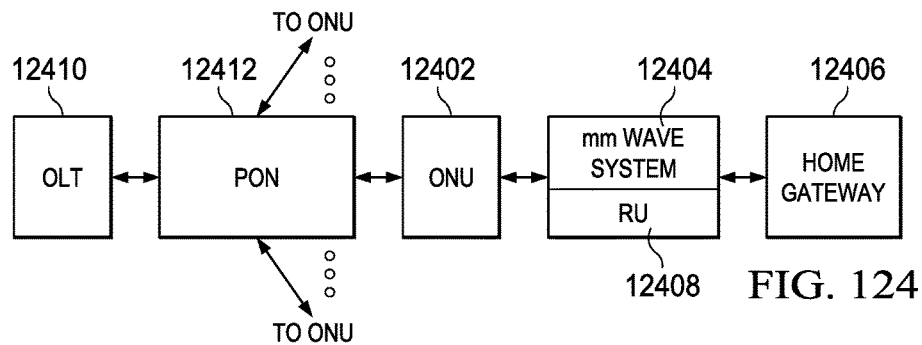 TO ONU
12410
12412
12402
12404
12406
OLT
PON
ONU
mm WAVE
SYSTEM
RU
HOME
GATEWAY
12408
FIG. 124
TO ONU